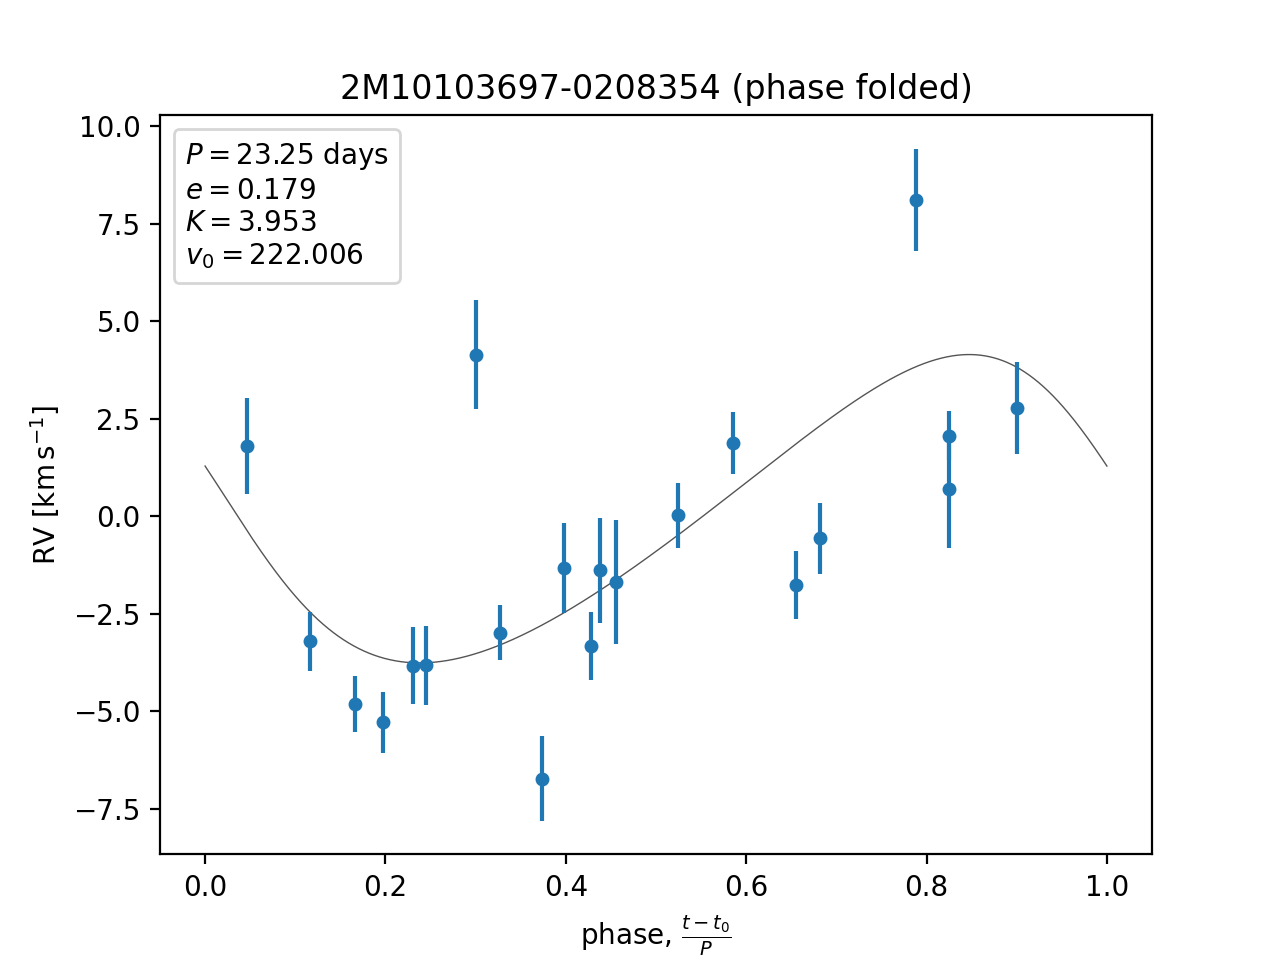 2M10103697-0208354 (phase folded)
P = 23.25 days
e = 0.179
K = 3.953
v₀ = 222.006
10.0
7.5
5.0
2.5
0.0
−2.5
−5.0
−7.5
RV [km s⁻¹]
0.0 0.2 0.4 0.6 0.8 1.0
phase, (t − t₀)/P